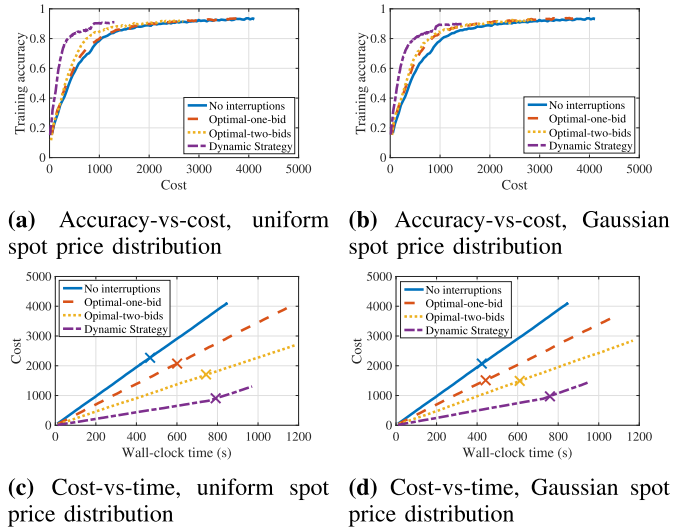 1
0.8
0.6
0.4
0.2
0
Training accuracy
No interruptions
Optimal-one-bid
Optimal-two-bids
Dynamic Strategy
0 1000 2000 3000 4000 5000
Cost
1
0.8
0.6
0.4
0.2
0
Training accuracy
No interruptions
Optimal-one-bid
Optimal-two-bids
Dynamic Strategy
0 1000 2000 3000 4000 5000
Cost
(a) Accuracy-vs-cost, uniform
spot price distribution
(b) Accuracy-vs-cost, Gaussian
spot price distribution
5000
4000
3000
2000
1000
0
Cost
No interruptions
Optimal-one-bid
Opimal-two-bids
Dynamic Strategy
0 200 400 600 800 1000 1200
Wall-clock time (s)
5000
4000
3000
2000
1000
0
Cost
No interruptions
Optimal-one-bid
Optimal-two-bids
Dynamic Strategy
0 200 400 600 800 1000 1200
Wall-clock time (s)
(c) Cost-vs-time, uniform spot
price distribution
(d) Cost-vs-time, Gaussian spot
price distribution